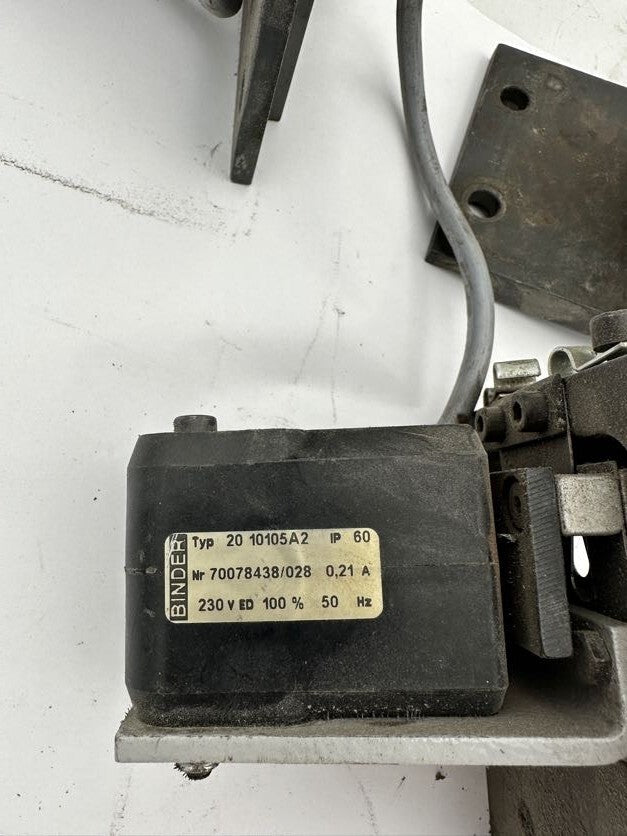 BINDER
Typ 20 10105A2 IP 60
Nr 70078438/028 0,21 A
230 V ED 100 % 50 Hz